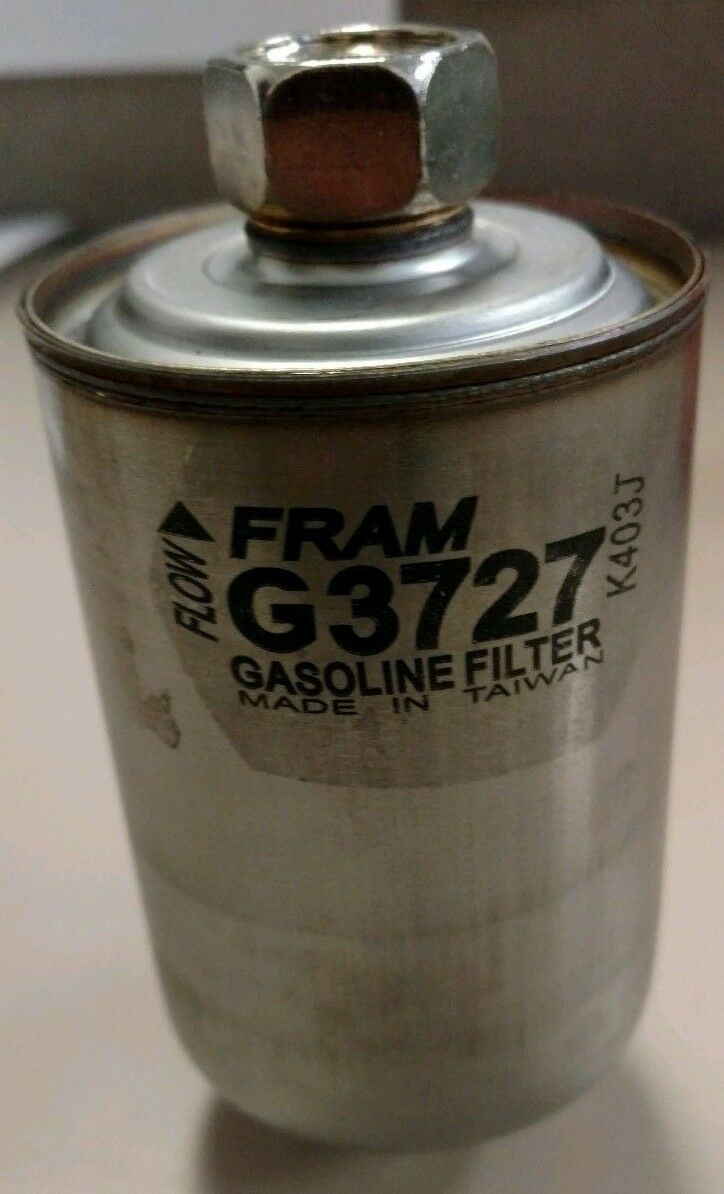 FLOW
FRAM
G3727
GASOLINE FILTER
MADE IN TAIWAN
K403J